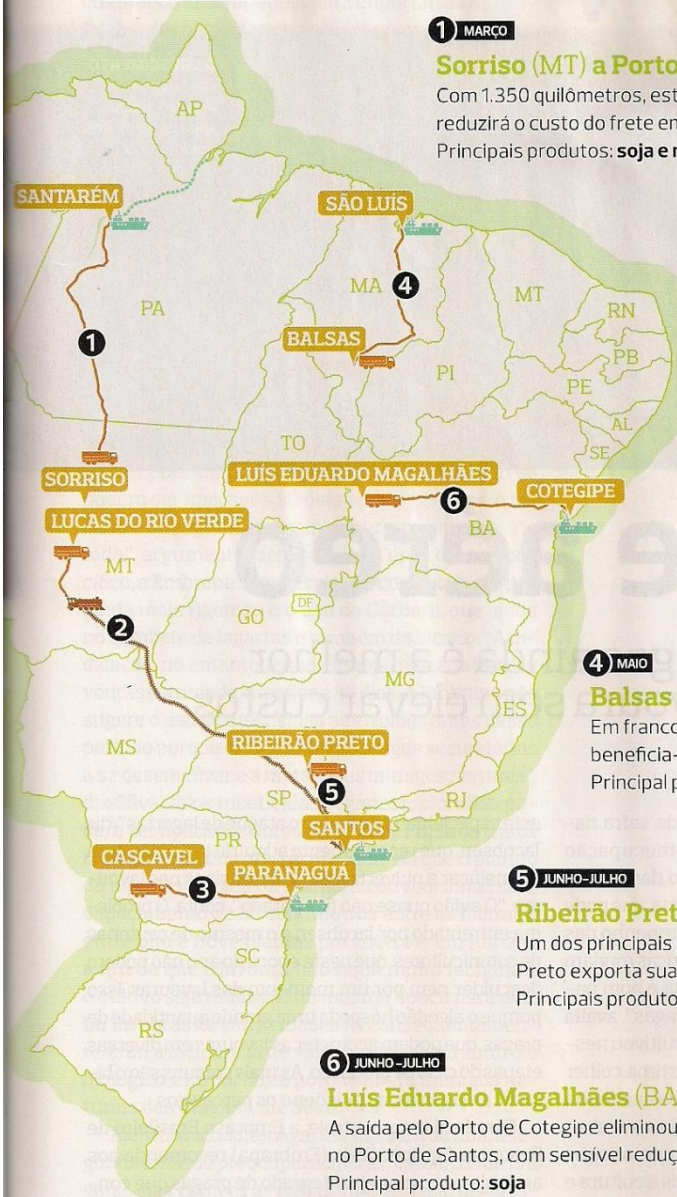 1 MARÇO
Sorriso (MT) a Porto
Com 1.350 quilômetros, est
reduzirá o custo do frete en
Principais produtos: soja e m
AP
SANTARÉM
SÃO LUÍS
MA
4
MT
RN
PA
1
BALSAS
PB
PI
PE
AL
TO
SE
SORRISO
LUÍS EDUARDO MAGALHÃES
COTEGIPE
6
LUCAS DO RIO VERDE
BA
MT
GO
DF
2
MG
ES
4 MAIO
Balsas
Em franco
beneficia-
Principal p
MS
RIBEIRÃO PRETO
5
SP
RJ
SANTOS
PR
CASCAVEL
PARANAGUÁ
3
5 JUNHO-JULHO
Ribeirão Pret
Um dos principais
Preto exporta sua
Principais produto
SC
RS
6 JUNHO-JULHO
Luís Eduardo Magalhães (BA
A saída pelo Porto de Cotegipe eliminou
no Porto de Santos, com sensível reduç
Principal produto: soja